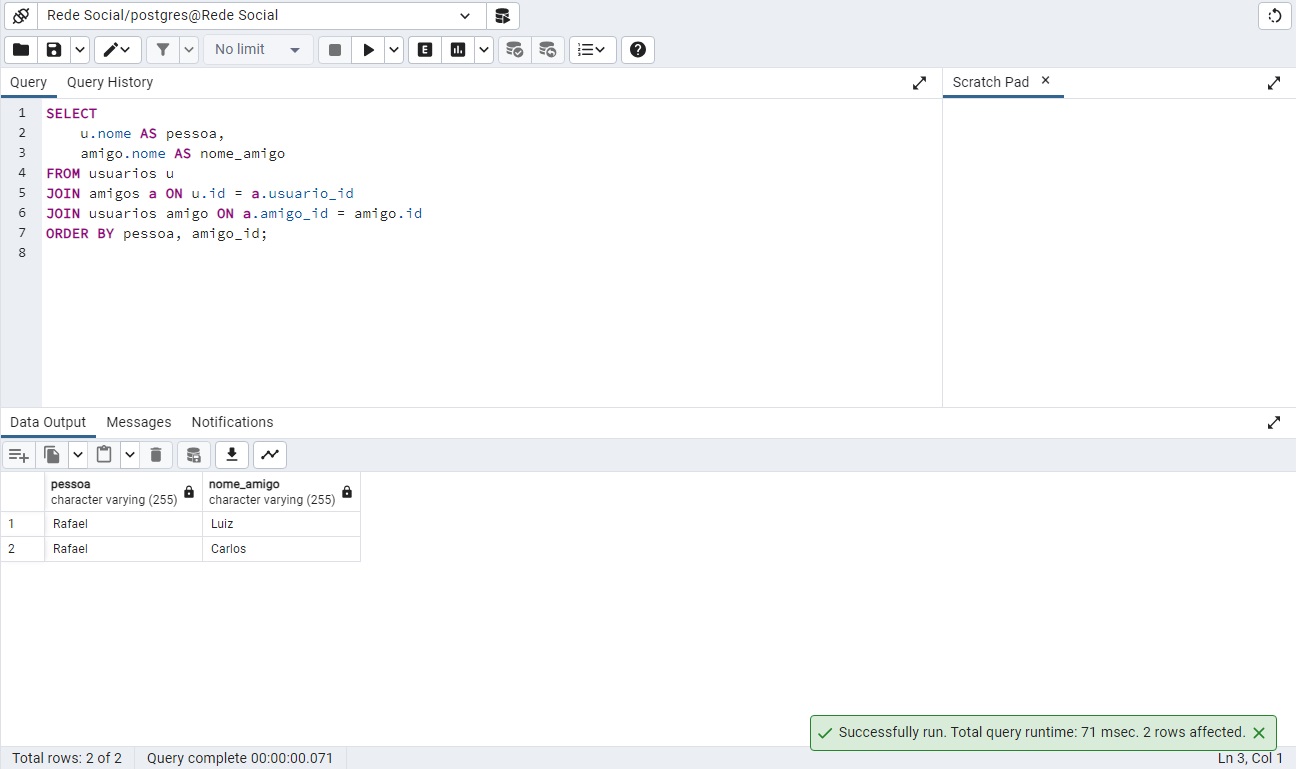 Rede Social/postgres@Rede Social
No limit
E
Query
Query History
Scratch Pad
1 SELECT
2 u.nome AS pessoa,
3 amigo.nome AS nome_amigo
4 FROM usuarios u
5 JOIN amigos a ON u.id = a.usuario_id
6 JOIN usuarios amigo ON a.amigo_id = amigo.id
7 ORDER BY pessoa, amigo_id;
8
Data Output
Messages
Notifications
pessoa
character varying (255)
nome_amigo
character varying (255)
1 Rafael Luiz
2 Rafael Carlos
Successfully run. Total query runtime: 71 msec. 2 rows affected.
Total rows: 2 of 2
Query complete 00:00:00.071
Ln 3, Col 1